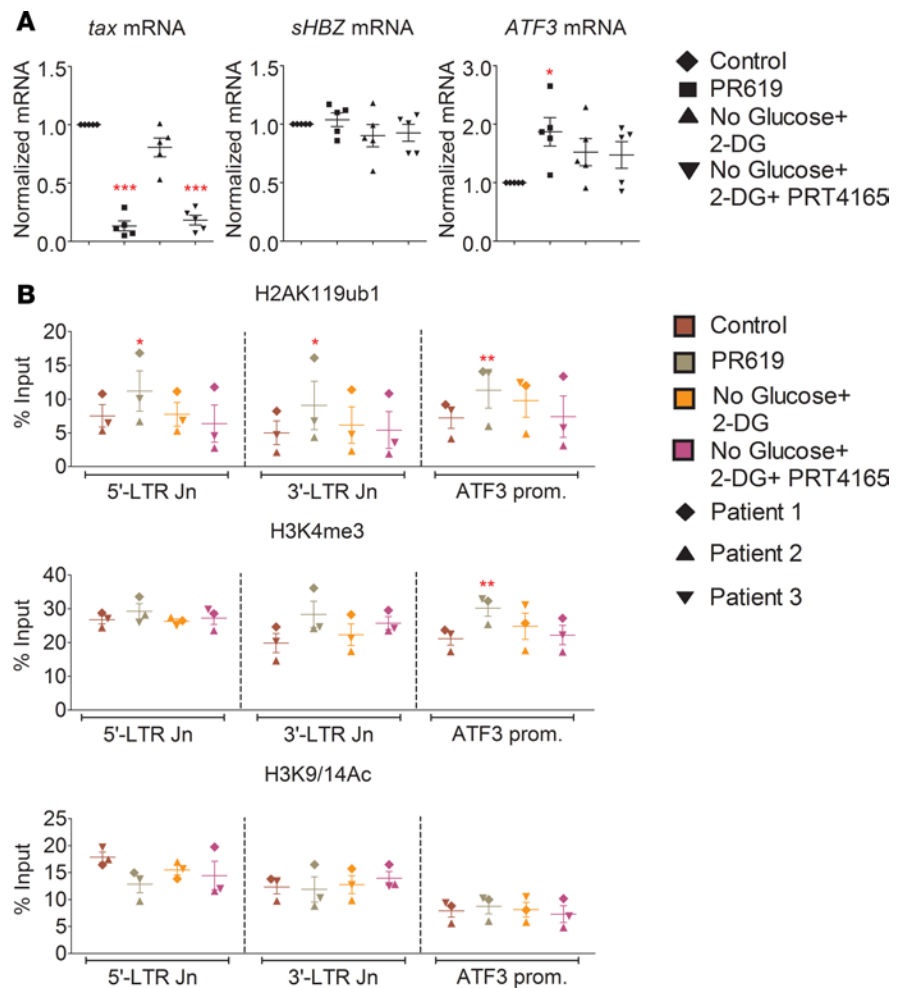 A
tax mRNA
sHBZ mRNA
ATF3 mRNA
Normalized mRNA
1.5
1.0
0.5
0.0
***
***
Normalized mRNA
1.5
1.0
0.5
0.0
Normalized mRNA
3.0
2.0
1.0
0.0
*
Control
PR619
No Glucose+
2-DG
No Glucose+
2-DG+ PRT4165
B
H2AK119ub1
% Input
20
15
10
5
0
*
*
**
5'-LTR Jn
3'-LTR Jn
ATF3 prom.
Control
PR619
No Glucose+
2-DG
No Glucose+
2-DG+ PRT4165
Patient 1
Patient 2
Patient 3
H3K4me3
% Input
40
30
20
10
0
**
5'-LTR Jn
3'-LTR Jn
ATF3 prom.
H3K9/14Ac
% Input
25
20
15
10
5
0
5'-LTR Jn
3'-LTR Jn
ATF3 prom.